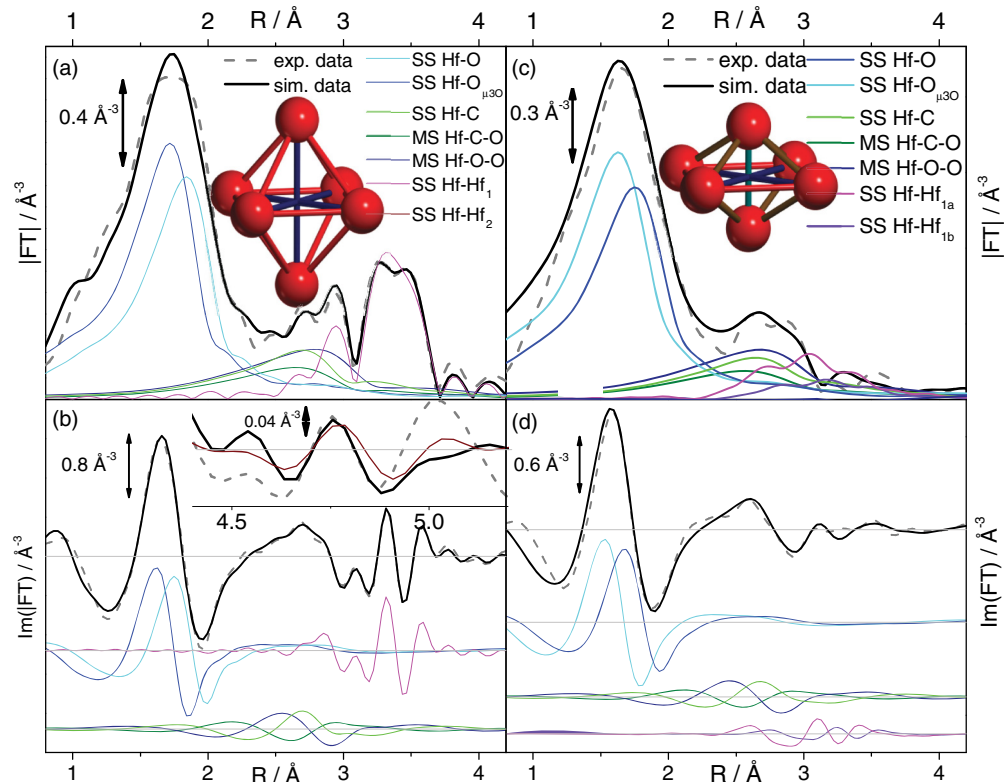 1 2 3 4
R / Å
1 2 3 4
R / Å
(a)
exp. data
sim. data
0.4 Å-3
SS Hf-O
SS Hf-Oμ3O
SS Hf-C
MS Hf-C-O
MS Hf-O-O
SS Hf-Hf1
SS Hf-Hf2
|FT| / Å-3
(c)
exp. data
sim. data
0.3 Å-3
SS Hf-O
SS Hf-Oμ3O
SS Hf-C
MS Hf-C-O
MS Hf-O-O
SS Hf-Hf1a
SS Hf-Hf1b
|FT| / Å-3
(b)
0.8 Å-3
0.04 Å-3
4.5 5.0
Im(|FT) / Å-3
(d)
0.6 Å-3
Im(FT) / Å-3
1 2 3 4
R / Å
1 2 3 4
R / Å